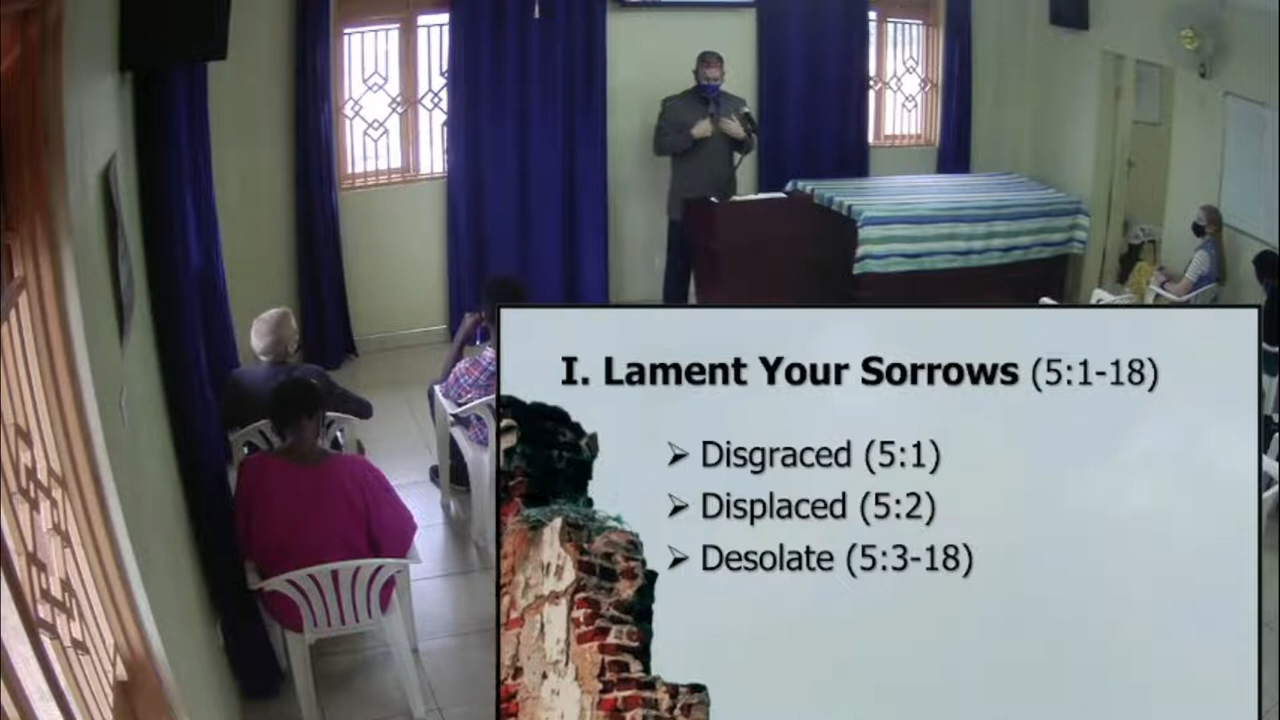 I. Lament Your Sorrows (5:1-18)
➢ Disgraced (5:1)
➢ Displaced (5:2)
➢ Desolate (5:3-18)